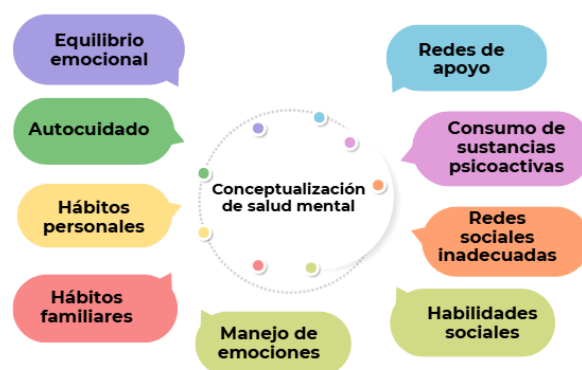 Equilibrio
emocional
Autocuidado
Hábitos
personales
Hábitos
familiares
Conceptualización
de salud mental
Manejo de
emociones
Redes de
apoyo
Consumo de
sustancias
psicoactivas
Redes
sociales
inadecuadas
Habilidades
sociales